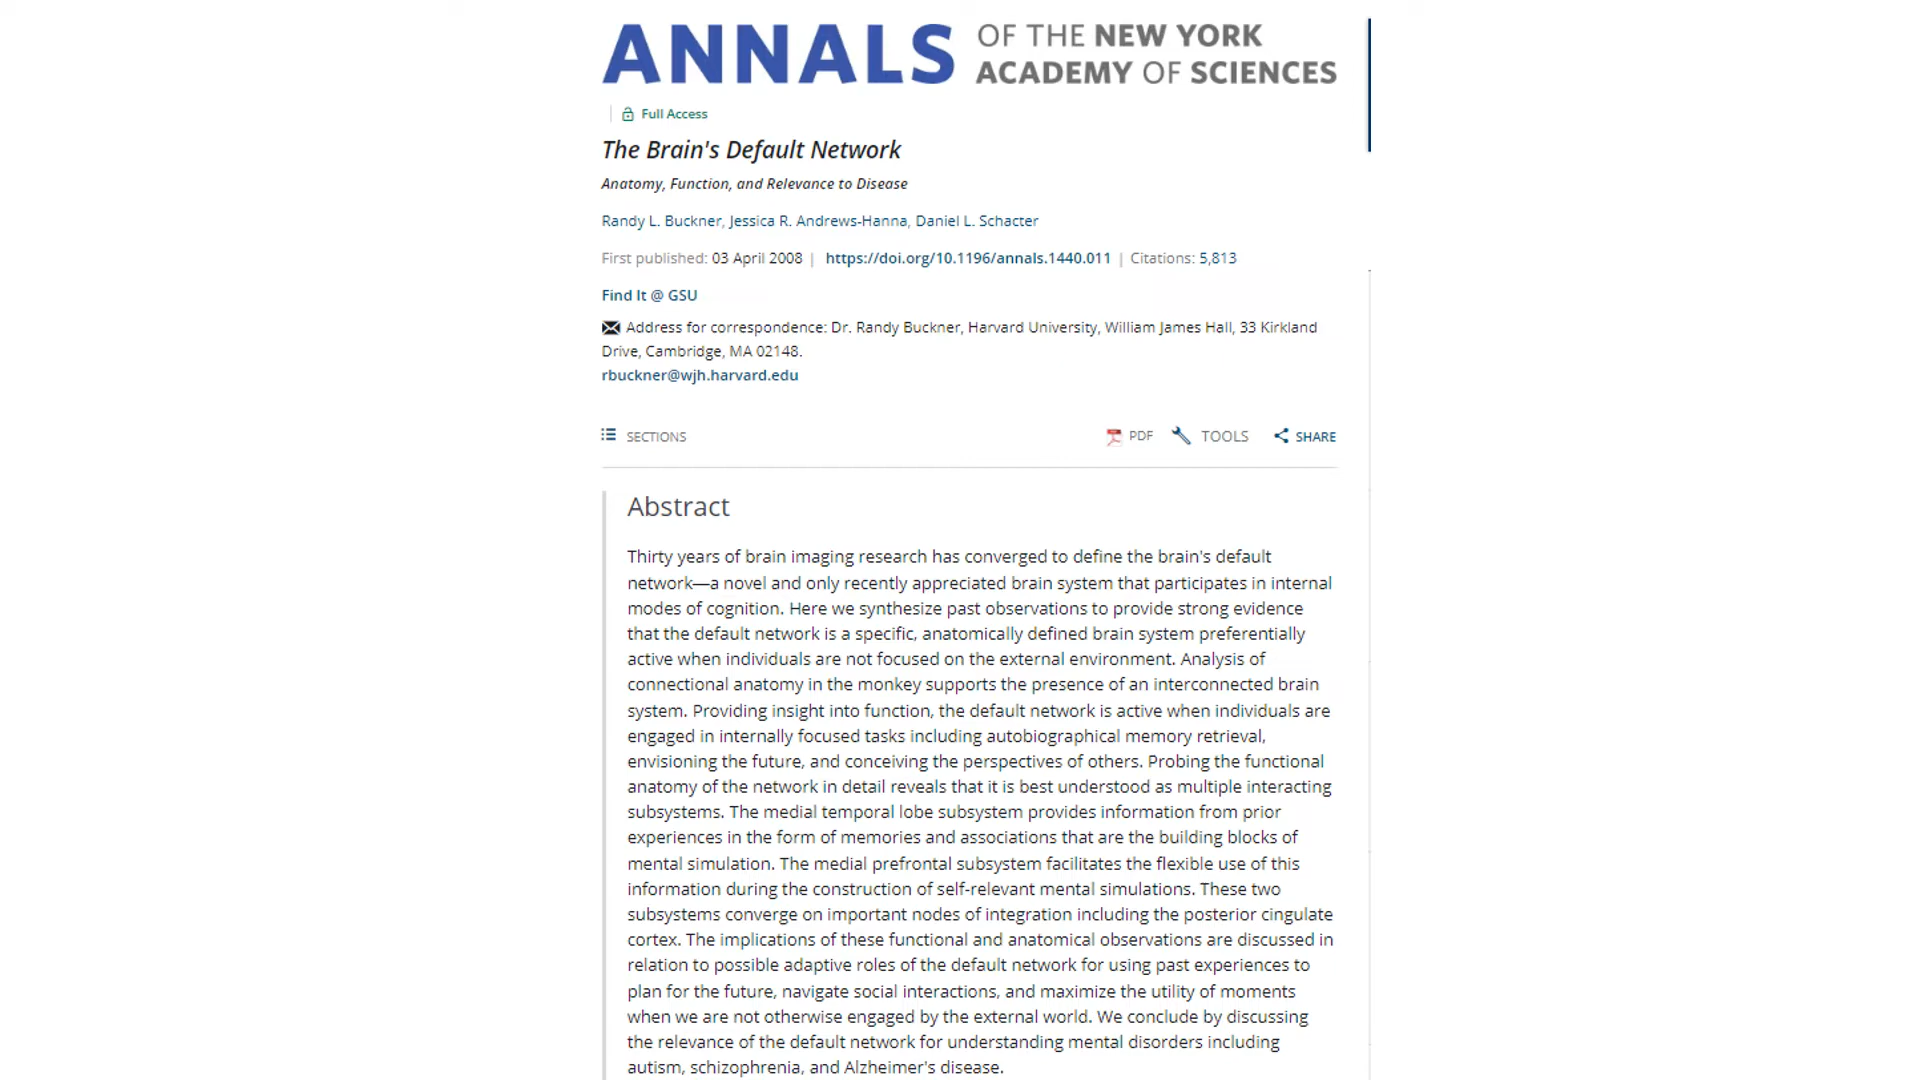 ANNALS OF THE NEW YORK
ACADEMY OF SCIENCES
Full Access
The Brain's Default Network
Anatomy, Function, and Relevance to Disease
Randy L. Buckner, Jessica R. Andrews-Hanna, Daniel L. Schacter
First published: 03 April 2008 | https://doi.org/10.1196/annals.1440.011 | Citations: 5,813
Find It @ GSU
Address for correspondence: Dr. Randy Buckner, Harvard University, William James Hall, 33 Kirkland
Drive, Cambridge, MA 02148.
rbuckner@wjh.harvard.edu
SECTIONS PDF TOOLS SHARE
Abstract
Thirty years of brain imaging research has converged to define the brain's default
network—a novel and only recently appreciated brain system that participates in internal
modes of cognition. Here we synthesize past observations to provide strong evidence
that the default network is a specific, anatomically defined brain system preferentially
active when individuals are not focused on the external environment. Analysis of
connectional anatomy in the monkey supports the presence of an interconnected brain
system. Providing insight into function, the default network is active when individuals are
engaged in internally focused tasks including autobiographical memory retrieval,
envisioning the future, and conceiving the perspectives of others. Probing the functional
anatomy of the network in detail reveals that it is best understood as multiple interacting
subsystems. The medial temporal lobe subsystem provides information from prior
experiences in the form of memories and associations that are the building blocks of
mental simulation. The medial prefrontal subsystem facilitates the flexible use of this
information during the construction of self-relevant mental simulations. These two
subsystems converge on important nodes of integration including the posterior cingulate
cortex. The implications of these functional and anatomical observations are discussed in
relation to possible adaptive roles of the default network for using past experiences to
plan for the future, navigate social interactions, and maximize the utility of moments
when we are not otherwise engaged by the external world. We conclude by discussing
the relevance of the default network for understanding mental disorders including
autism, schizophrenia, and Alzheimer's disease.